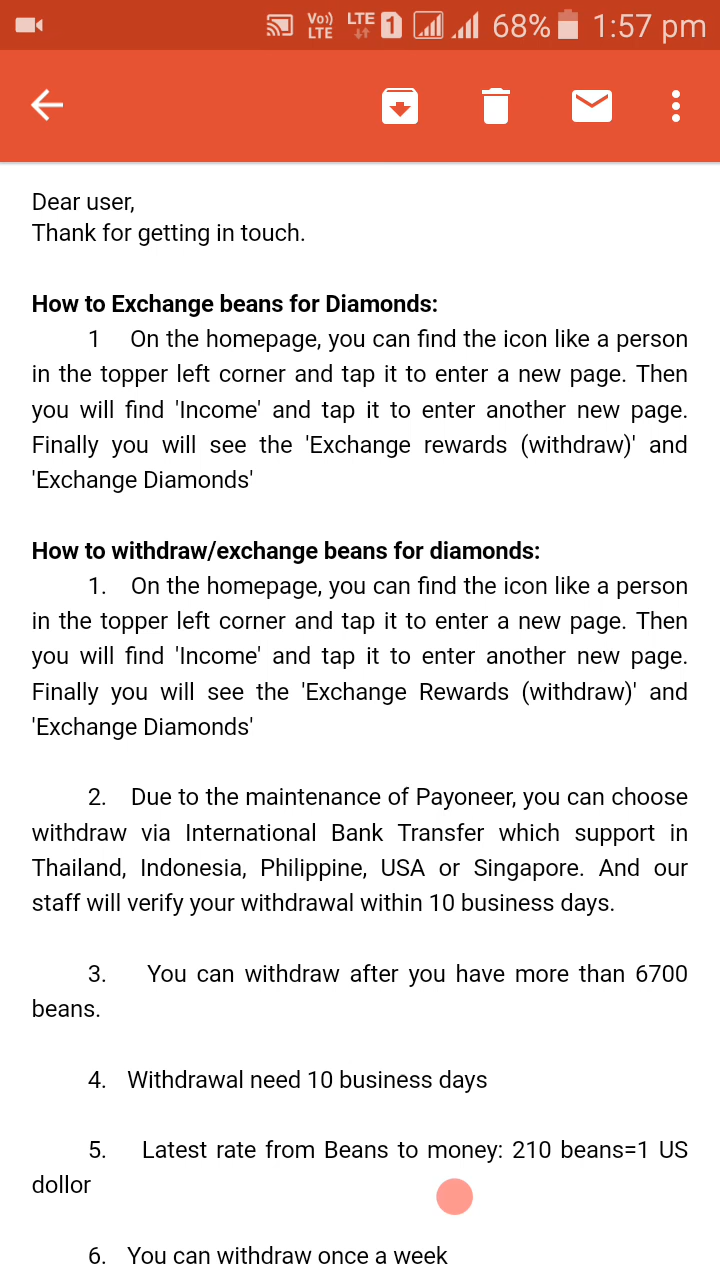 Vo)) LTE LTE 1 68% 1:57 pm
Dear user,
Thank for getting in touch.
How to Exchange beans for Diamonds:
1 On the homepage, you can find the icon like a person
in the topper left corner and tap it to enter a new page. Then
you will find 'Income' and tap it to enter another new page.
Finally you will see the 'Exchange rewards (withdraw)' and
'Exchange Diamonds'
How to withdraw/exchange beans for diamonds:
1. On the homepage, you can find the icon like a person
in the topper left corner and tap it to enter a new page. Then
you will find 'Income' and tap it to enter another new page.
Finally you will see the 'Exchange Rewards (withdraw)' and
'Exchange Diamonds'
2. Due to the maintenance of Payoneer, you can choose
withdraw via International Bank Transfer which support in
Thailand, Indonesia, Philippine, USA or Singapore. And our
staff will verify your withdrawal within 10 business days.
3. You can withdraw after you have more than 6700
beans.
4. Withdrawal need 10 business days
5. Latest rate from Beans to money: 210 beans=1 US
dollor
6. You can withdraw once a week